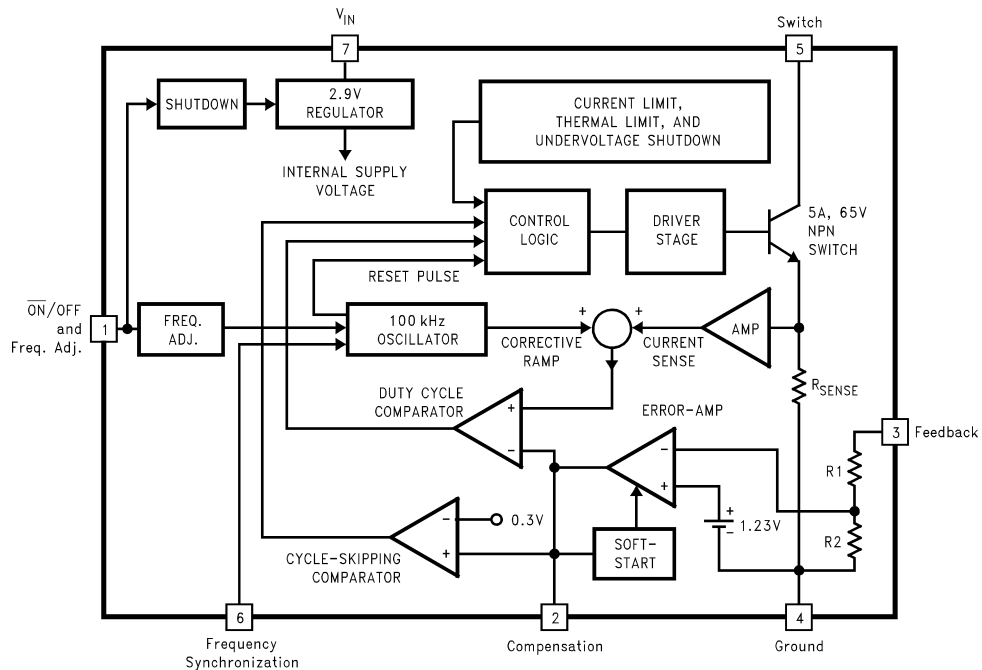 V_IN
Switch
7
5
SHUTDOWN
2.9V
REGULATOR
CURRENT LIMIT,
THERMAL LIMIT, AND
UNDERVOLTAGE SHUTDOWN
INTERNAL SUPPLY
VOLTAGE
CONTROL
LOGIC
DRIVER
STAGE
5A, 65V
NPN
SWITCH
RESET PULSE
O̅N̅/OFF
and
Freq. Adj.
1
FREQ.
ADJ.
100 kHz
OSCILLATOR
+
+
CORRECTIVE
RAMP
CURRENT
SENSE
AMP
R_SENSE
DUTY CYCLE
COMPARATOR
+
−
ERROR-AMP
−
+
3
Feedback
R1
R2
+
−
1.23V
−
+
0.3V
CYCLE-SKIPPING
COMPARATOR
SOFT-
START
6
2
4
Frequency
Synchronization
Compensation
Ground